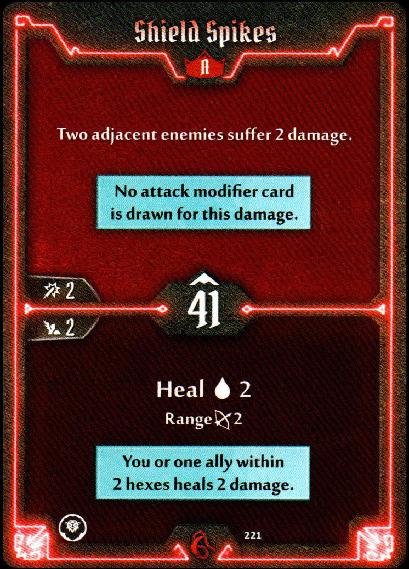 Shield Spikes
A
Two adjacent enemies suffer 2 damage.
No attack modifier card
is drawn for this damage.
2
41
2
Heal 2
Range 2
You or one ally within
2 hexes heals 2 damage.
221